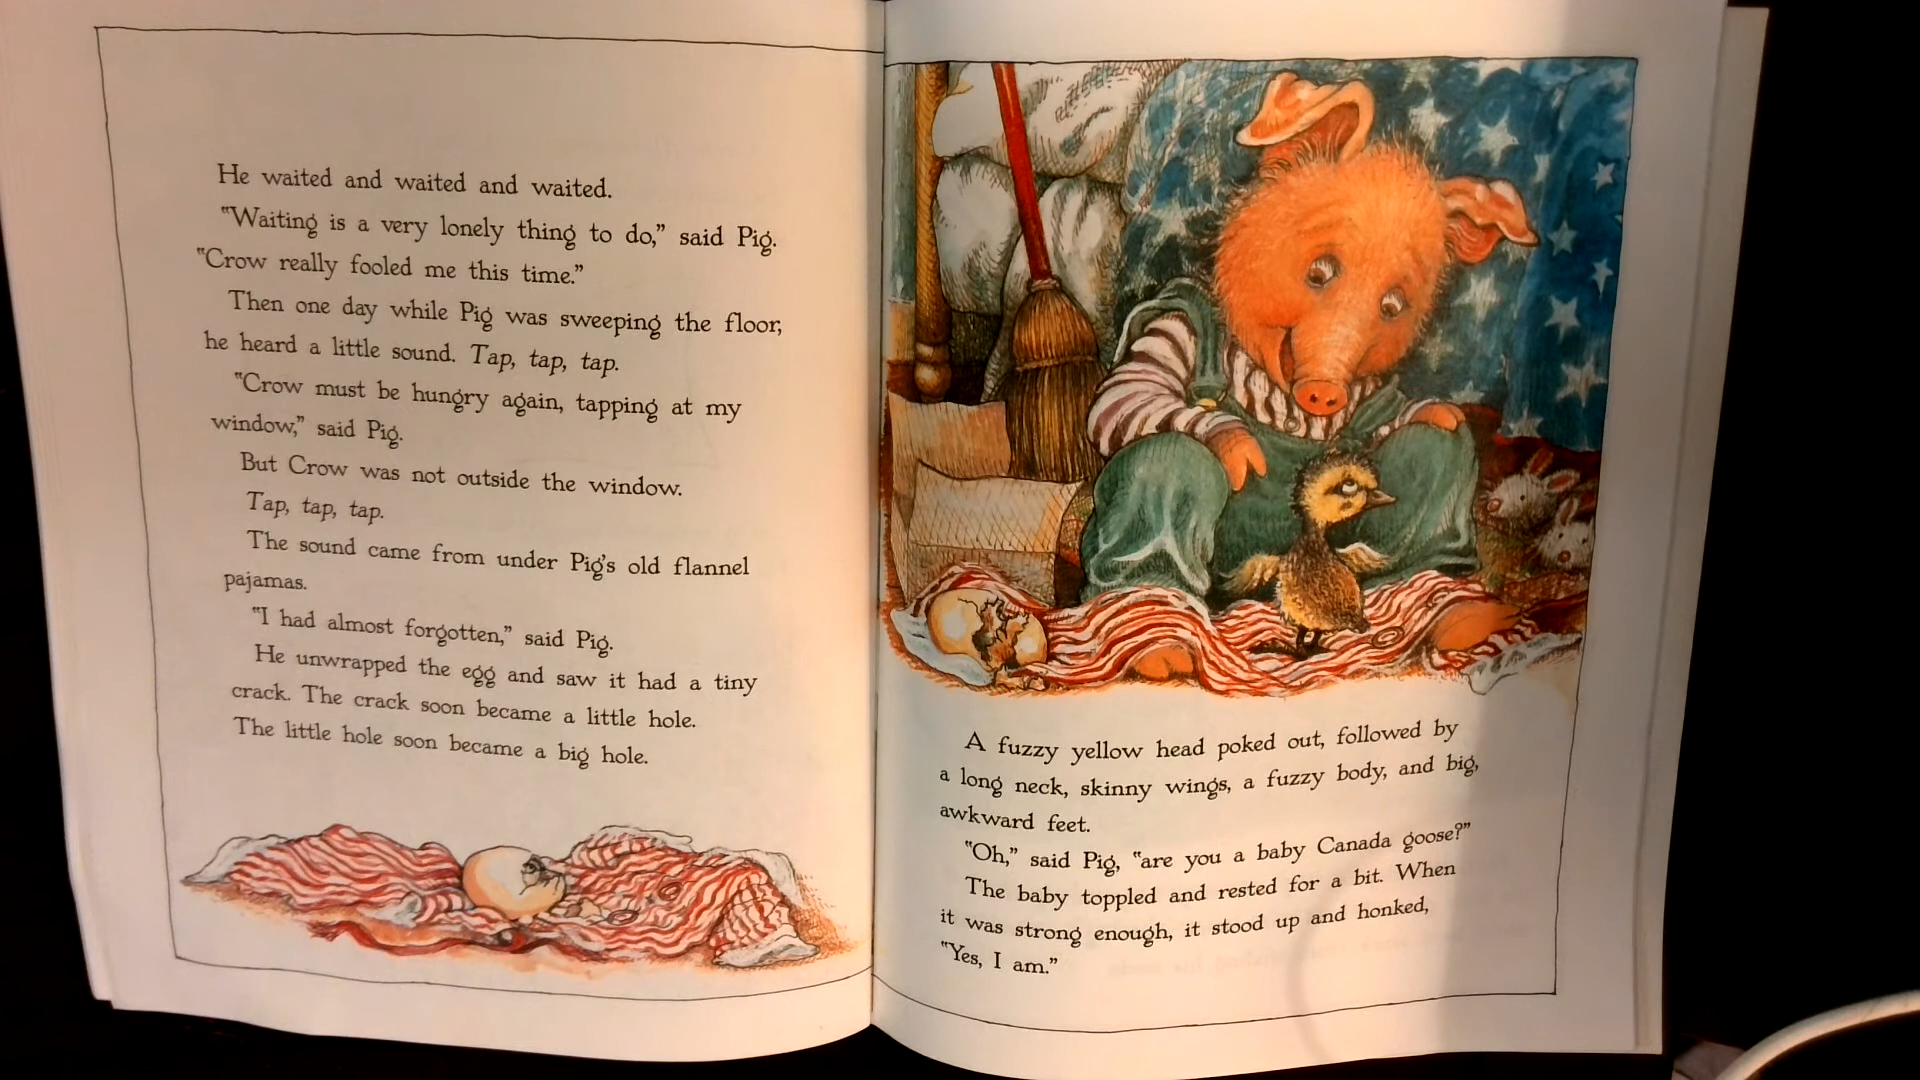 He waited and waited and waited.
"Waiting is a very lonely thing to do," said Pig.
"Crow really fooled me this time."
Then one day while Pig was sweeping the floor,
he heard a little sound. Tap, tap, tap.
"Crow must be hungry again, tapping at my
window," said Pig.
But Crow was not outside the window.
Tap, tap, tap.
The sound came from under Pig's old flannel
pajamas.
"I had almost forgotten," said Pig.
He unwrapped the egg and saw it had a tiny
crack. The crack soon became a little hole.
The little hole soon became a big hole.
A fuzzy yellow head poked out, followed by
a long neck, skinny wings, a fuzzy body, and big,
awkward feet.
"Oh," said Pig, "are you a baby Canada goose?"
The baby toppled and rested for a bit. When
it was strong enough, it stood up and honked,
"Yes, I am."